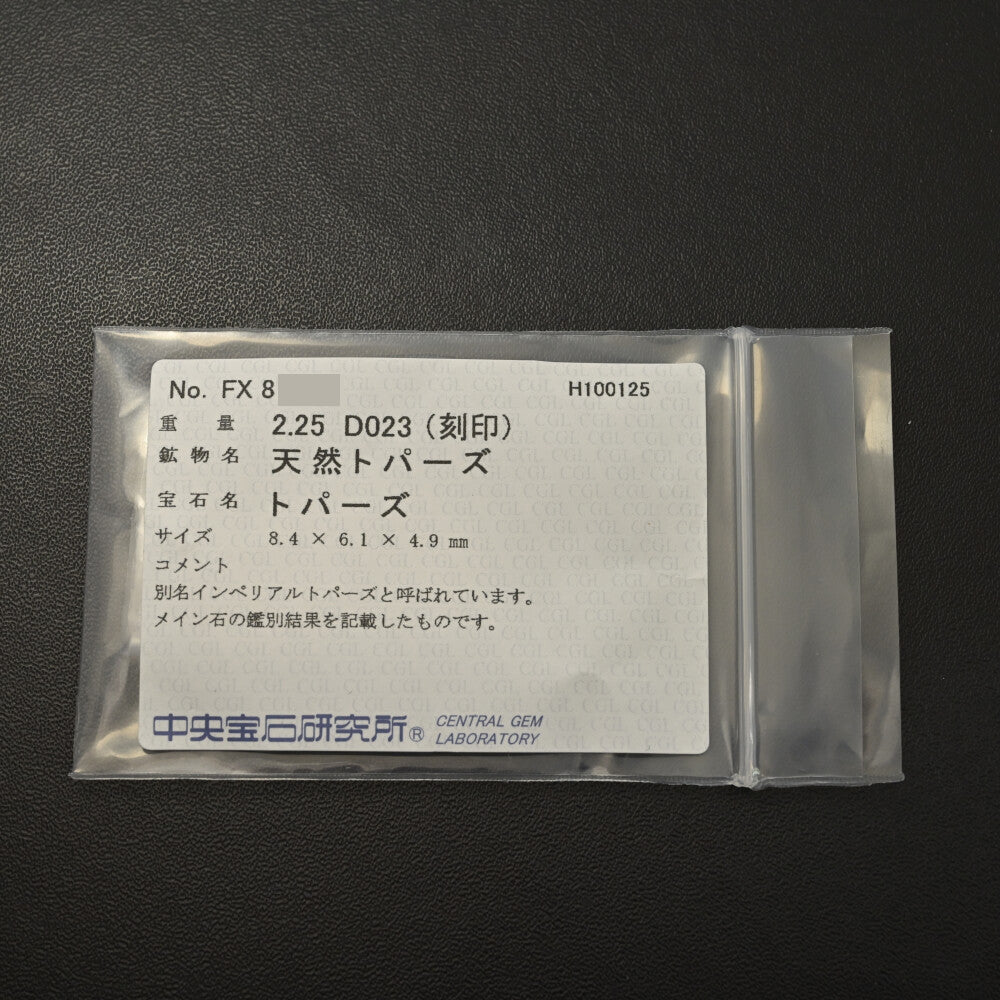 No. FX 8 H100125
重 量 2.25 D023 (刻印)
鉱物名 天然トパーズ
宝石名 トパーズ
サイズ 8.4 × 6.1 × 4.9 mm
コメント
別名インペリアルトパーズと呼ばれています。
メイン石の鑑別結果を記載したものです。
中央宝石研究所® CENTRAL GEM
LABORATORY